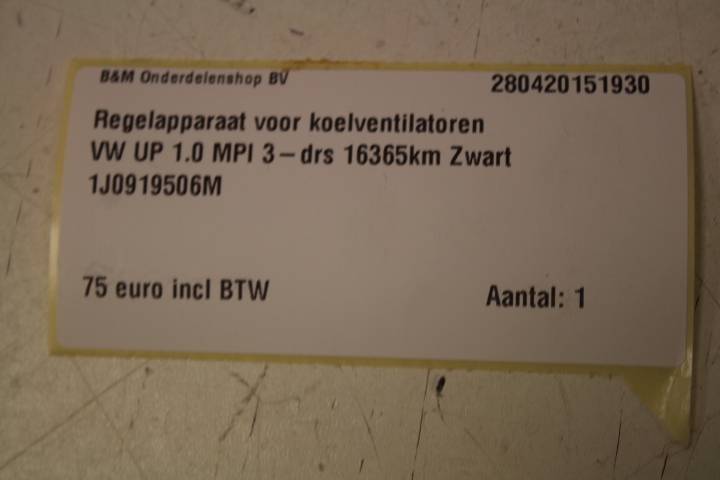 B&M Onderdelenshop BV 280420151930
Regelapparaat voor koelventilatoren
VW UP 1.0 MPI 3-drs 16365km Zwart
1J0919506M
75 euro incl BTW Aantal: 1